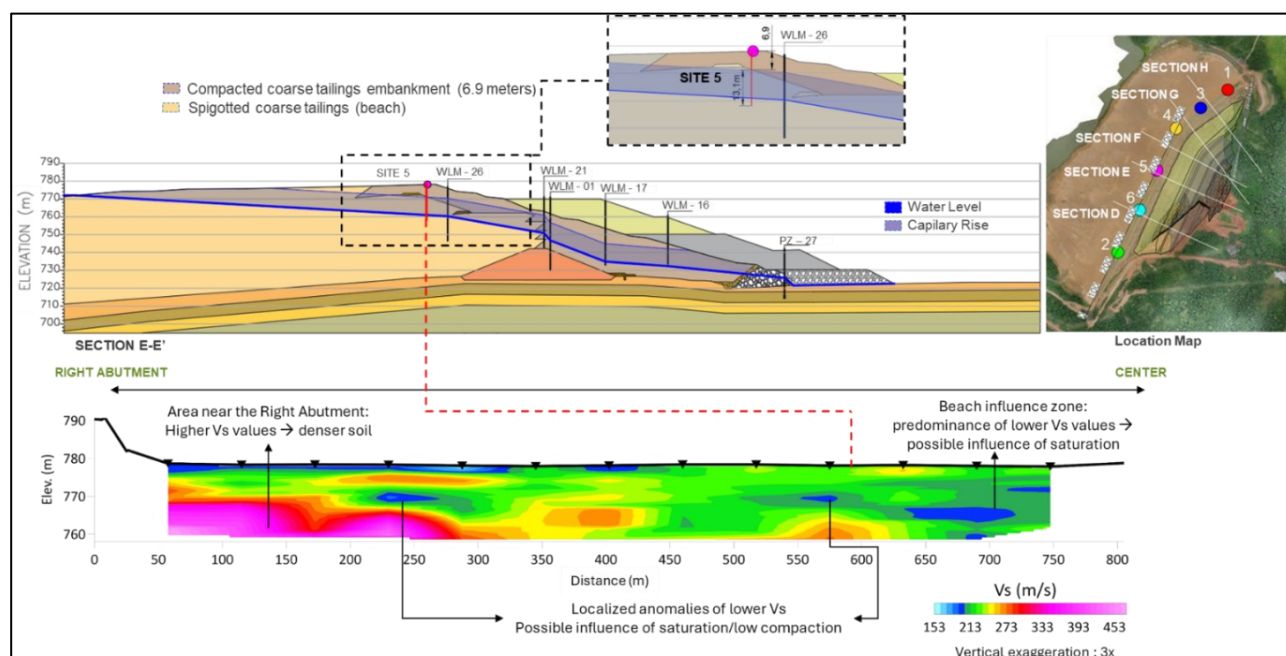 6.9
WLM - 26
SITE 5
13,1m
Compacted coarse tailings embankment (6.9 meters)
Spigotted coarse tailings (beach)
SECTION H
SECTION G
SECTION F
SECTION E
SECTION D
1
3
4
5
6
2
Location Map
ELEVATION (m)
790
780
770
760
750
740
730
720
710
700
SITE 5
WLM - 26
WLM - 21
WLM - 01
WLM - 17
WLM - 16
PZ - 27
Water Level
Capilary Rise
SECTION E-E'
RIGHT ABUTMENT
CENTER
Area near the Right Abutment:
Higher Vs values → denser soil
Beach influence zone:
predominance of lower Vs values →
possible influence of saturation
Elev. (m)
790
780
770
760
0 50 100 150 200 250 300 350 400 450 500 550 600 650 700 750 800
Distance (m)
Localized anomalies of lower Vs
Possible influence of saturation/low compaction
Vs (m/s)
153 213 273 333 393 453
Vertical exaggeration : 3x